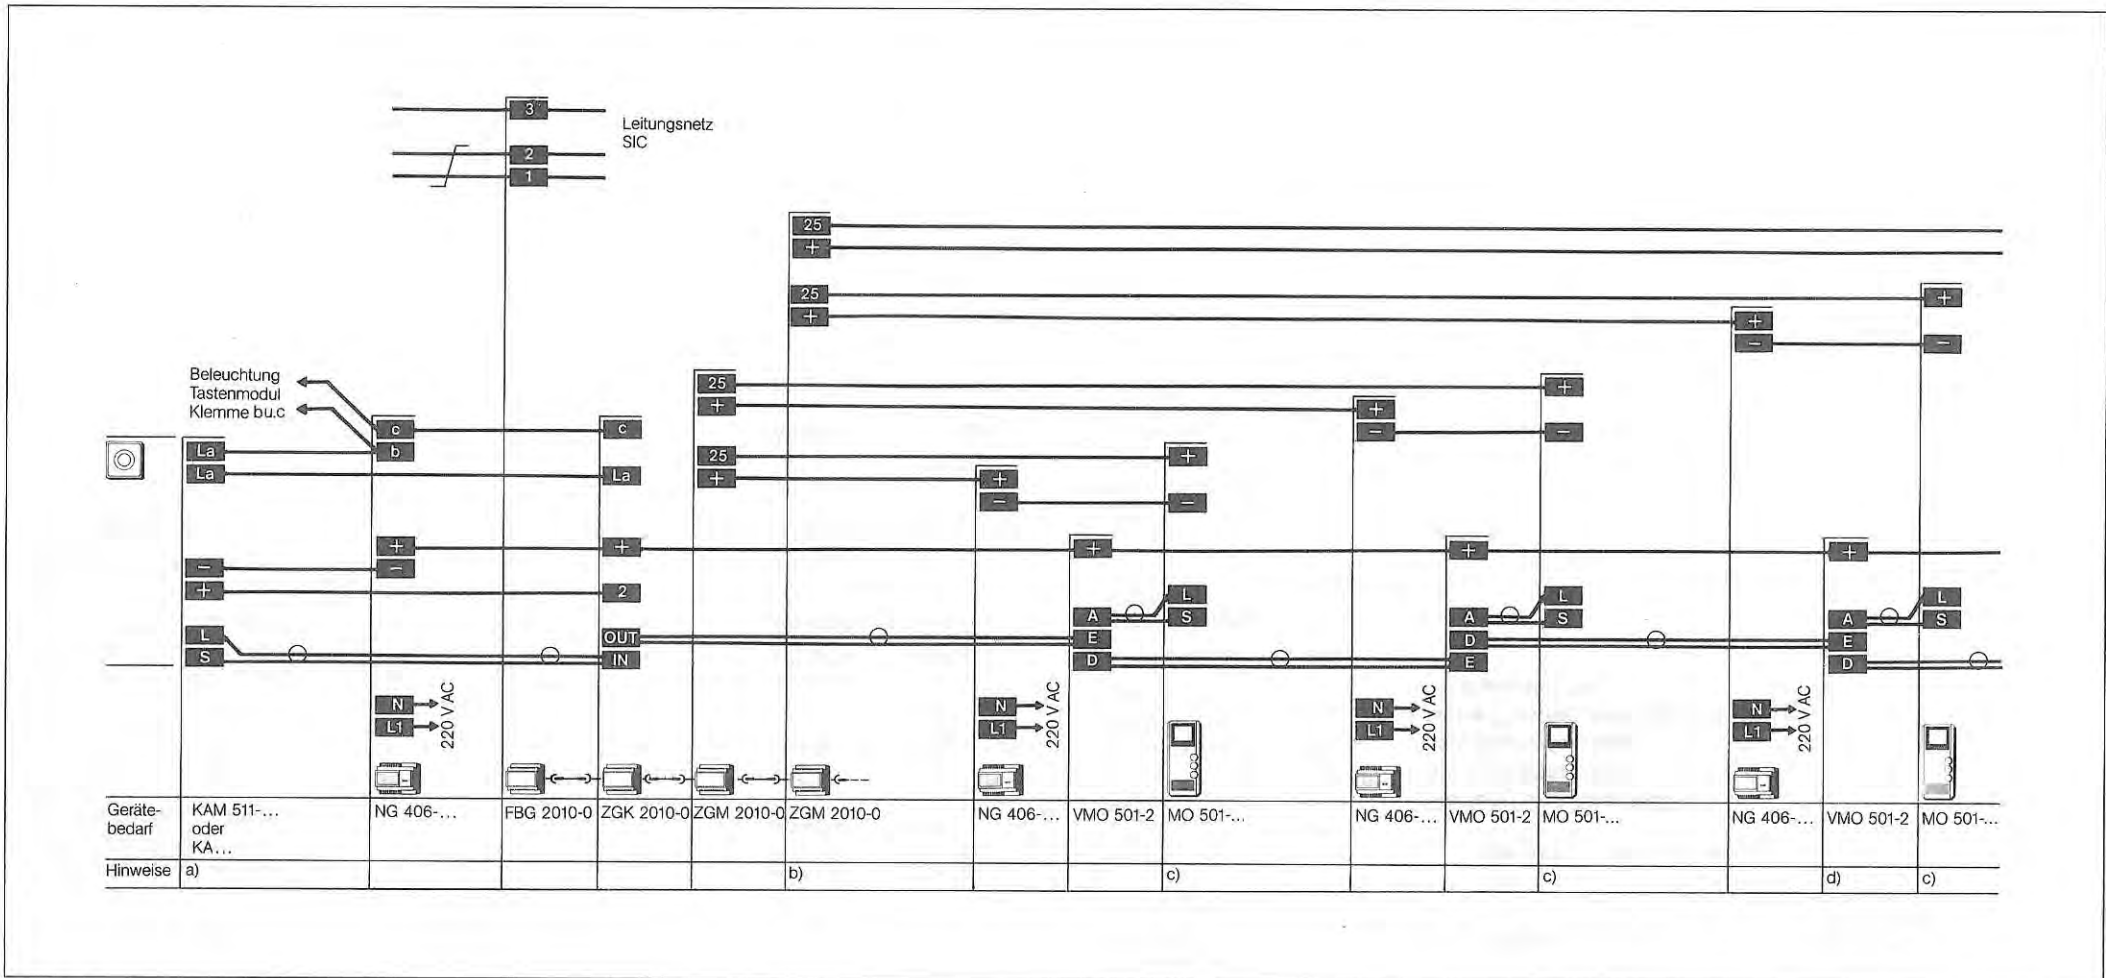 3
Leitungsnetz
SIC
2
1
25
+
25
+
+
+
-
-
Beleuchtung
Tastenmodul
Klemme bu.c
25
+
+
+
-
-
c
c
b
La
La
La
25
+
+
+
-
-
+
+
+
+
+
-
-
+
2
L
S
OUT
IN
A
E
D
L
S
A
D
E
L
S
A
E
D
L
S
N
L1
220 V AC
N
L1
220 V AC
N
L1
220 V AC
N
L1
220 V AC
Geräte-
bedarf
KAM 511-...
oder
KA...
NG 406-...
FBG 2010-0
ZGK 2010-0
ZGM 2010-0
ZGM 2010-0
NG 406-...
VMO 501-2
MO 501-...
NG 406-...
VMO 501-2
MO 501-...
NG 406-...
VMO 501-2
MO 501-...
Hinweise
a)
b)
c)
c)
d)
c)